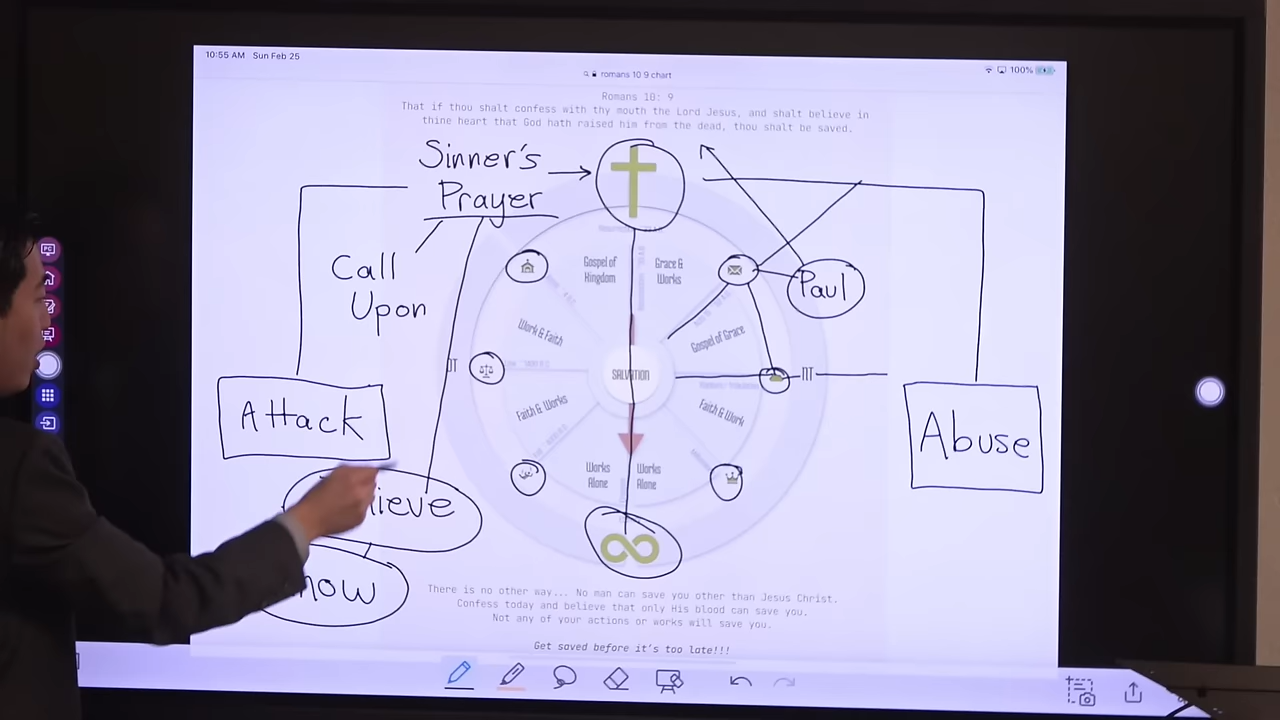 10:55 AM Sun Feb 25
romans 10 9 chart
100%
Romans 10: 9
That if thou shalt confess with thy mouth the Lord Jesus, and shalt believe in
thine heart that God hath raised him from the dead, thou shalt be saved.
Sinner's
Prayer
Call
Upon
Paul
Gospel of
Kingdom
Grace &
Works
Work & Faith
Gospel of Grace
SALVATION
NT
Faith & Works
Faith & Work
Works
Alone
Works
Alone
Attack
Abuse
There is no other way... No man can save you other than Jesus Christ.
Confess today and believe that only His blood can save you.
Not any of your actions or works will save you.
Get saved before it's too late!!!